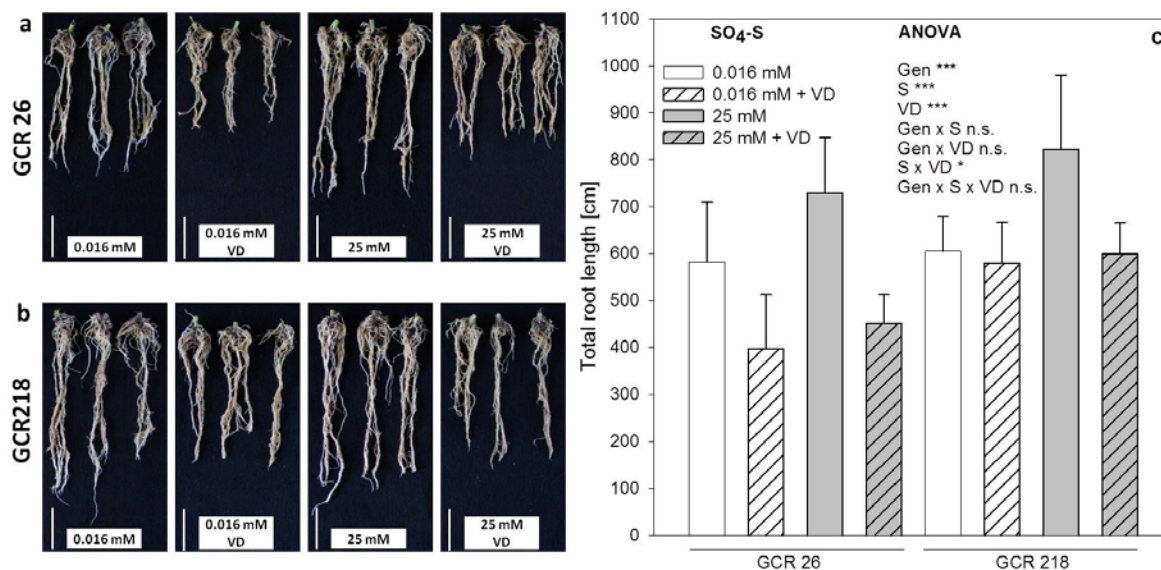 a
GCR 26
0.016 mM
0.016 mM
VD
25 mM
25 mM
VD
b
GCR218
0.016 mM
0.016 mM
VD
25 mM
25 mM
VD
c
Total root length [cm]
1100
1000
900
800
700
600
500
400
300
200
100
0
SO₄-S
0.016 mM
0.016 mM + VD
25 mM
25 mM + VD
ANOVA
Gen ***
S ***
VD ***
Gen x S n.s.
Gen x VD n.s.
S x VD *
Gen x S x VD n.s.
GCR 26
GCR 218